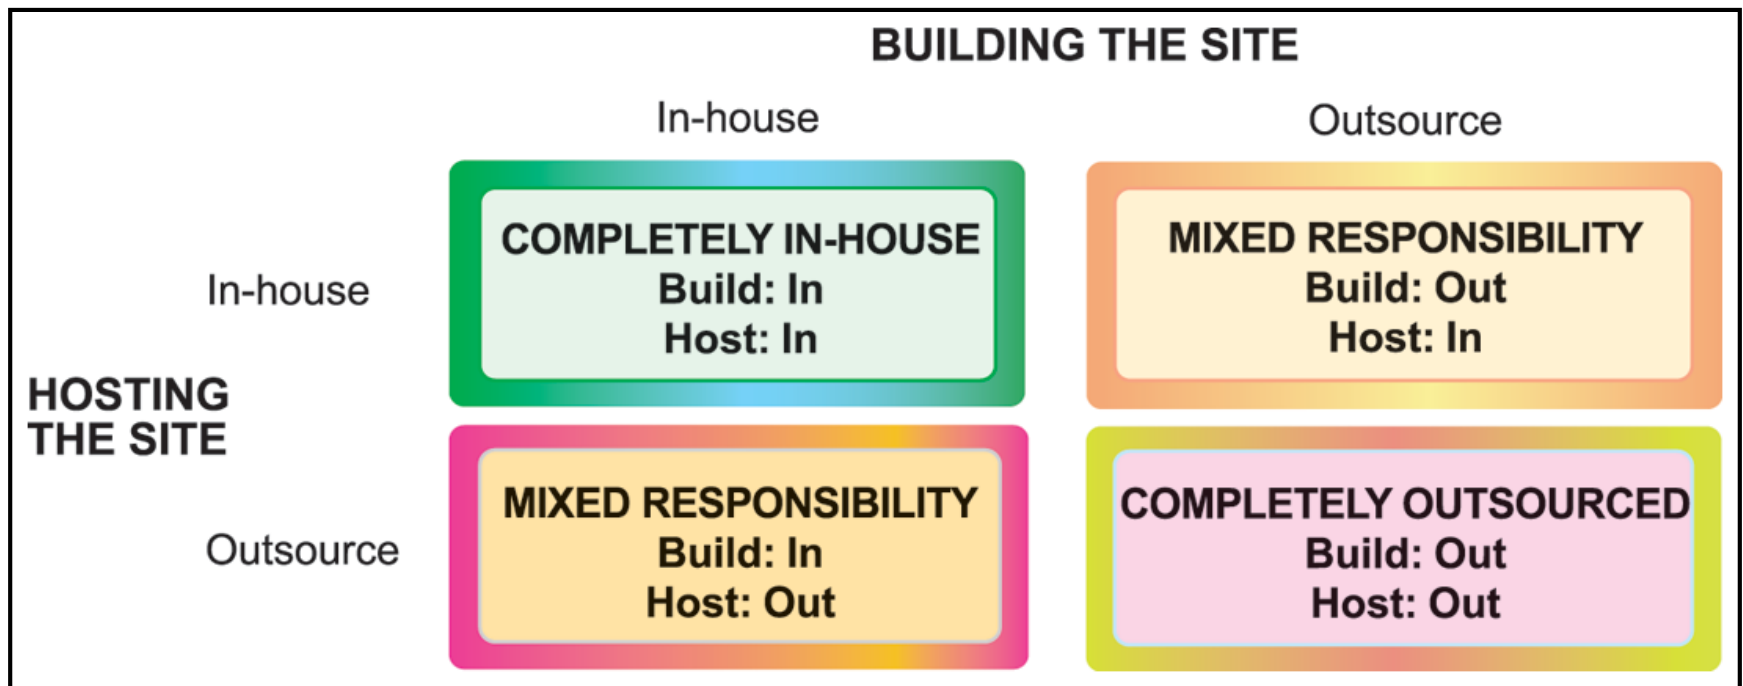 BUILDING THE SITE
In-house
Outsource
In-house
COMPLETELY IN-HOUSE
Build: In
Host: In
MIXED RESPONSIBILITY
Build: Out
Host: In
HOSTING
THE SITE
Outsource
MIXED RESPONSIBILITY
Build: In
Host: Out
COMPLETELY OUTSOURCED
Build: Out
Host: Out